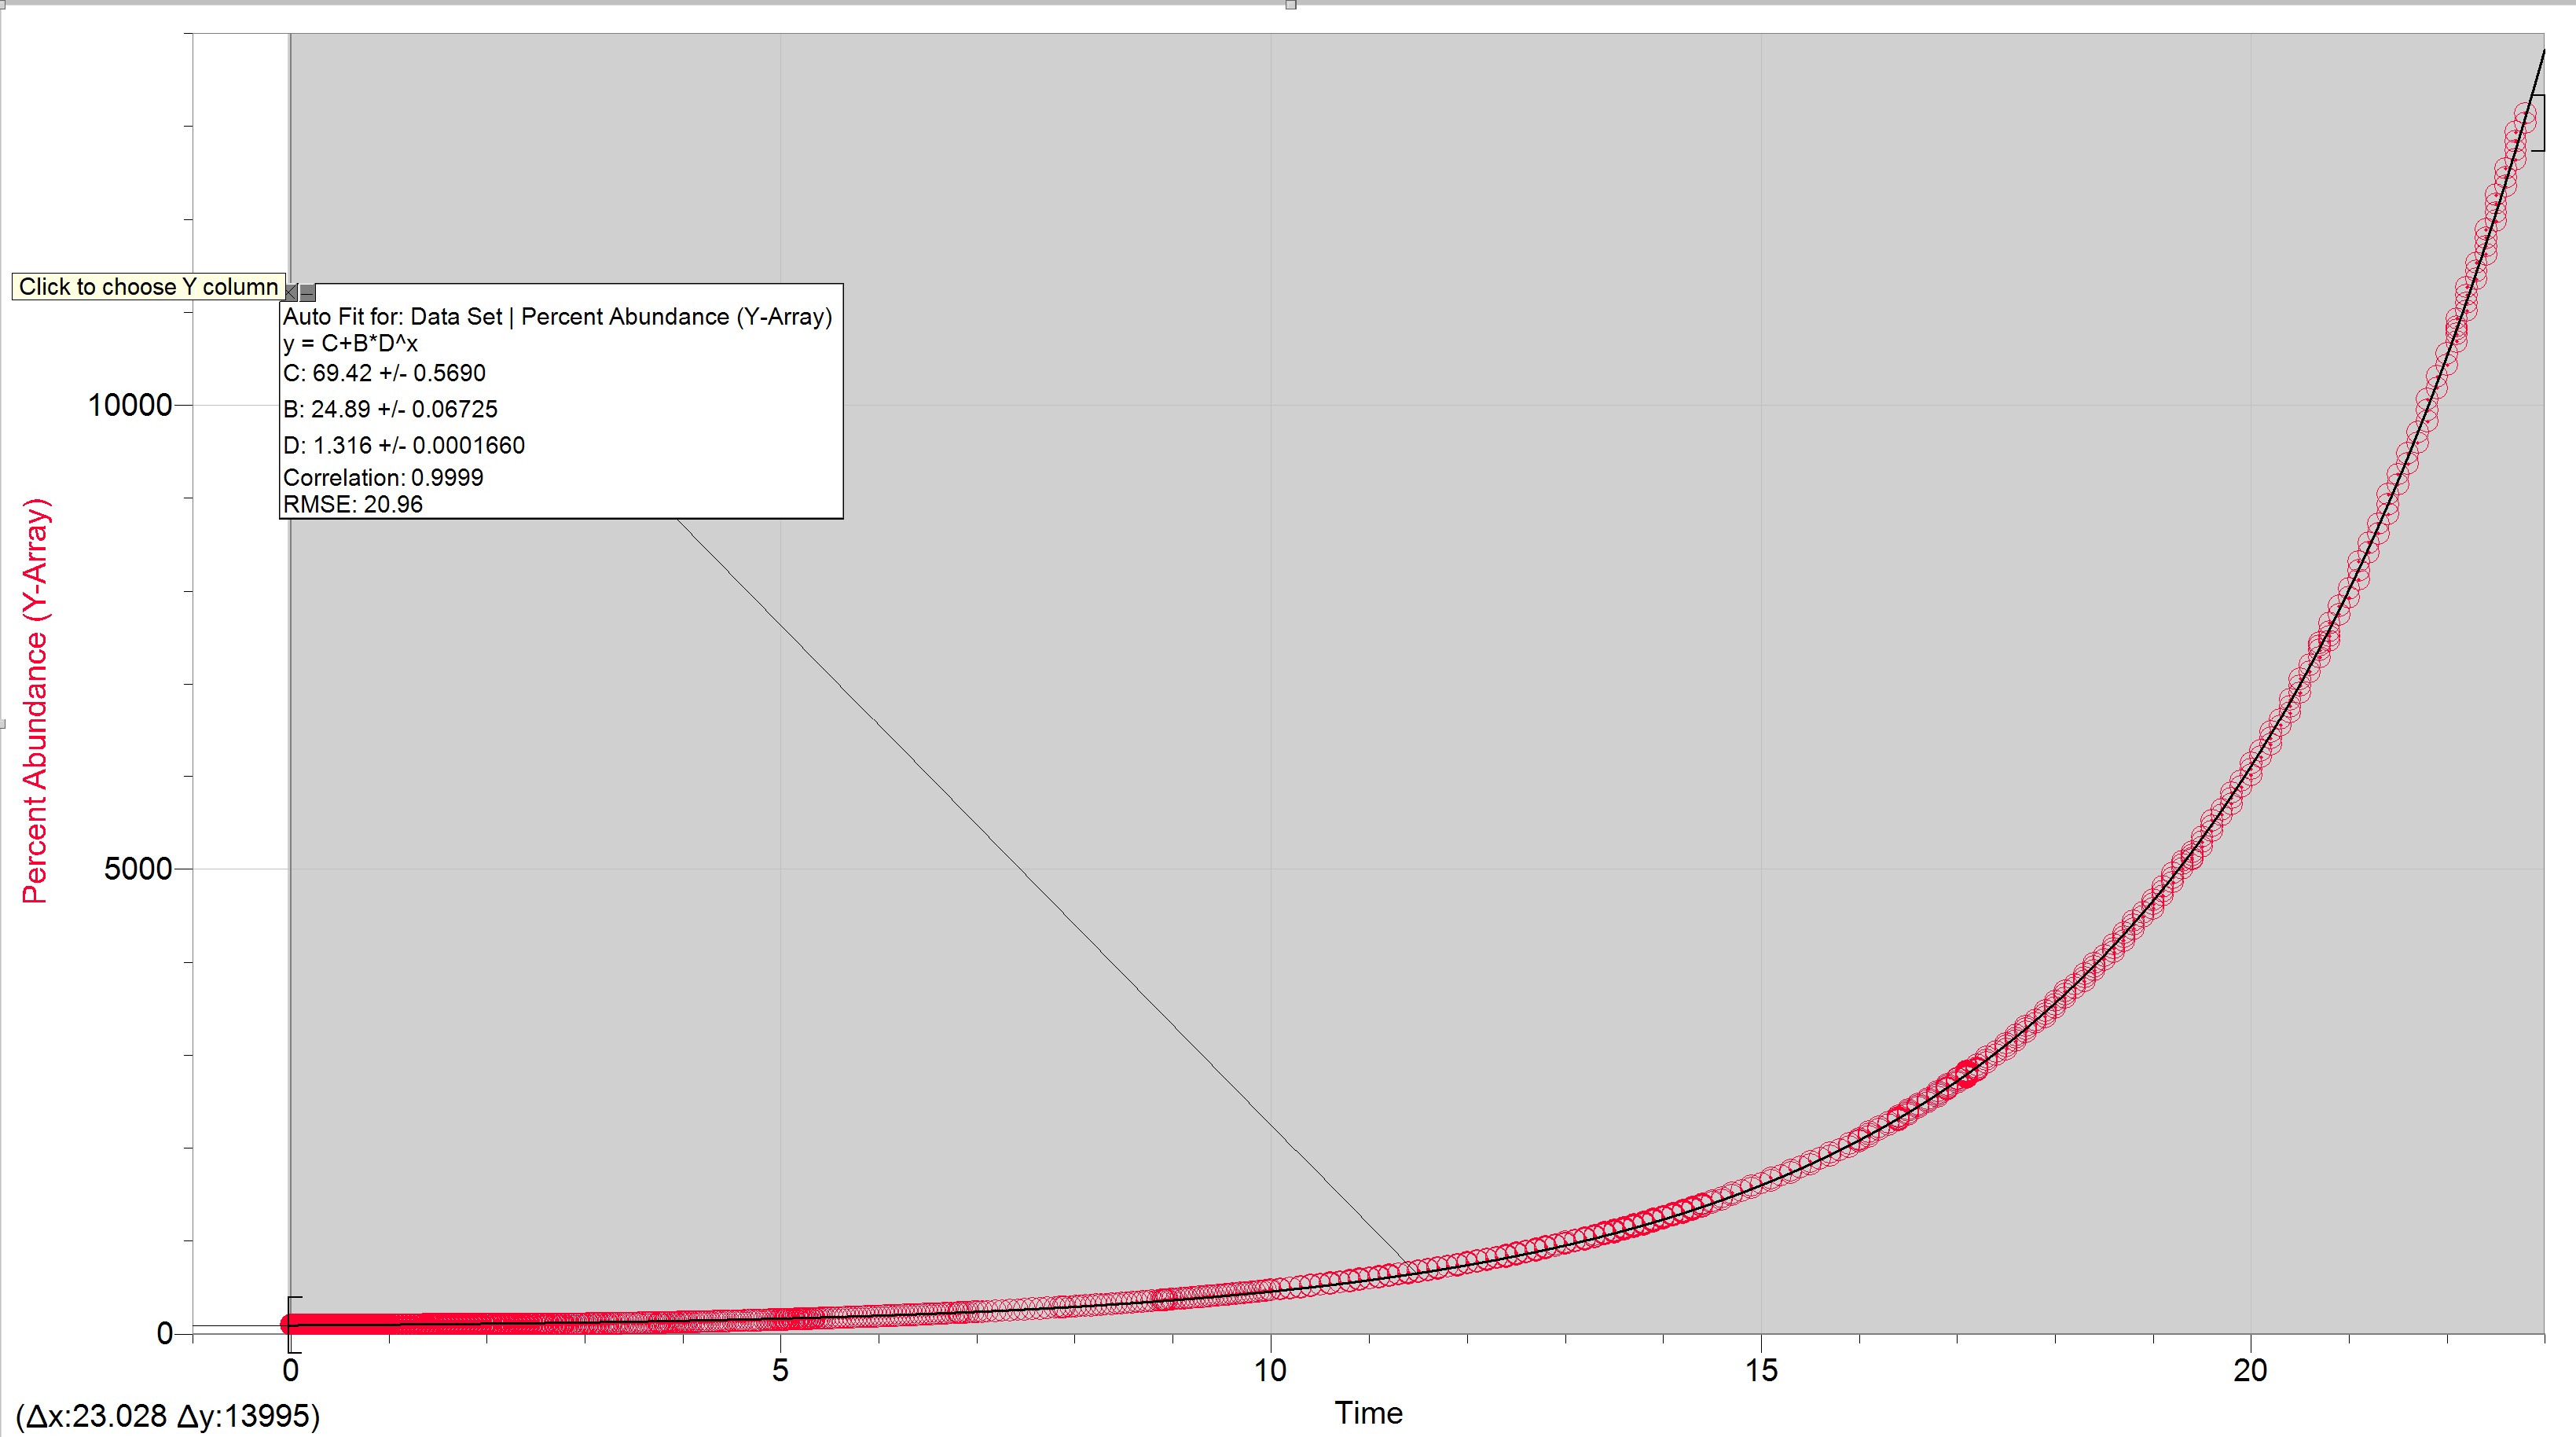 Click to choose Y column
Auto Fit for: Data Set | Percent Abundance (Y-Array)
y = C+B*D^x
C: 69.42 +/- 0.5690
B: 24.89 +/- 0.06725
D: 1.316 +/- 0.0001660
Correlation: 0.9999
RMSE: 20.96
Percent Abundance (Y-Array)
10000
5000
0
0 5 10 15 20
Time
(Δx:23.028 Δy:13995)